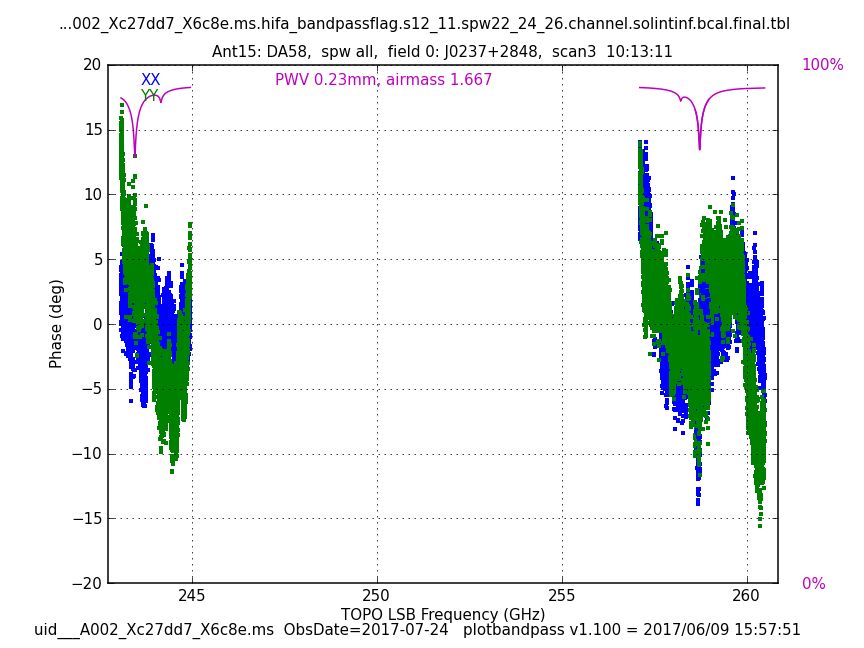 ...002_Xc27dd7_X6c8e.ms.hifa_bandpassflag.s12_11.spw22_24_26.channel.solintinf.bcal.final.tbl
Ant15: DA58,  spw all,  field 0: J0237+2848,  scan3  10:13:11
20
100%
XX
PWV 0.23mm, airmass 1.667
YY
15
10
5
0
Phase (deg)
−5
−10
−15
−20
0%
245
250
255
260
TOPO LSB Frequency (GHz)
uid___A002_Xc27dd7_X6c8e.ms  ObsDate=2017-07-24   plotbandpass v1.100 = 2017/06/09 15:57:51